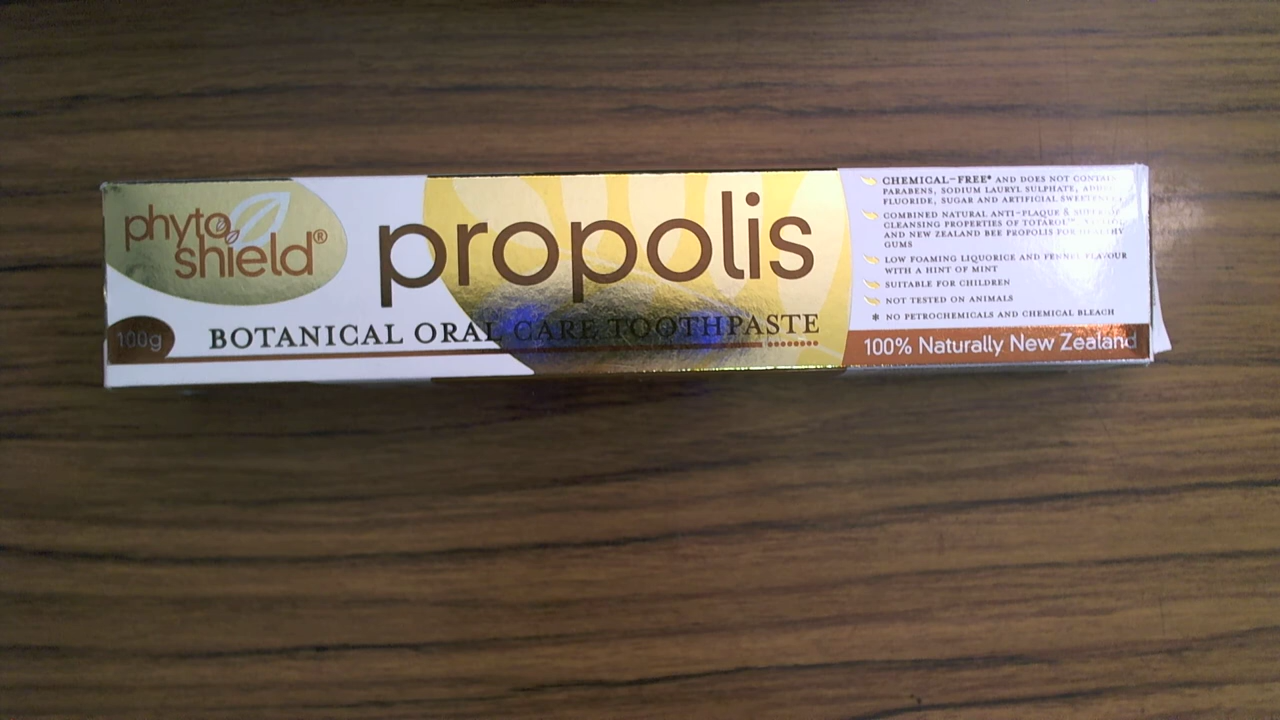 phyto
shield®
100g
propolis
BOTANICAL ORAL CARE TOOTHPASTE
CHEMICAL-FREE* AND DOES NOT CONTAIN
PARABENS, SODIUM LAURYL SULPHATE,
FLUORIDE, SUGAR AND ARTIFICIAL
COMBINED NATURAL ANTI-PLAQUE &
CLEANSING PROPERTIES OF TOTAROL™
AND NEW ZEALAND BEE PROPOLIS FOR HEALTHY
GUMS
LOW FOAMING LIQUORICE AND FENNEL FLAVOUR
WITH A HINT OF MINT
SUITABLE FOR CHILDREN
NOT TESTED ON ANIMALS
* NO PETROCHEMICALS AND CHEMICAL BLEACH
100% Naturally New Zealand